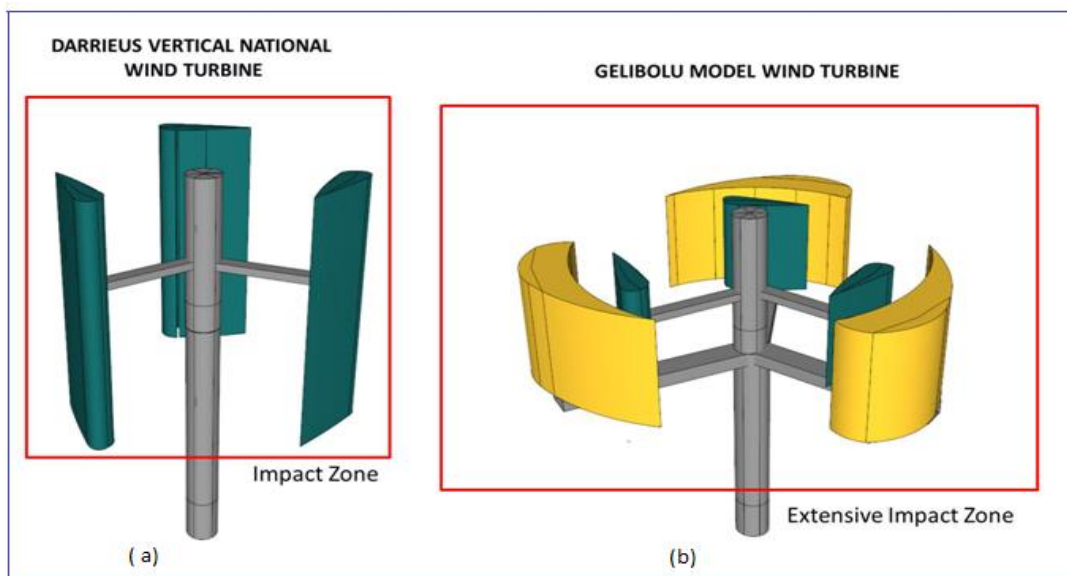 DARRIEUS VERTICAL NATIONAL
WIND TURBINE
Impact Zone
( a)
GELIBOLU MODEL WIND TURBINE
Extensive Impact Zone
(b)